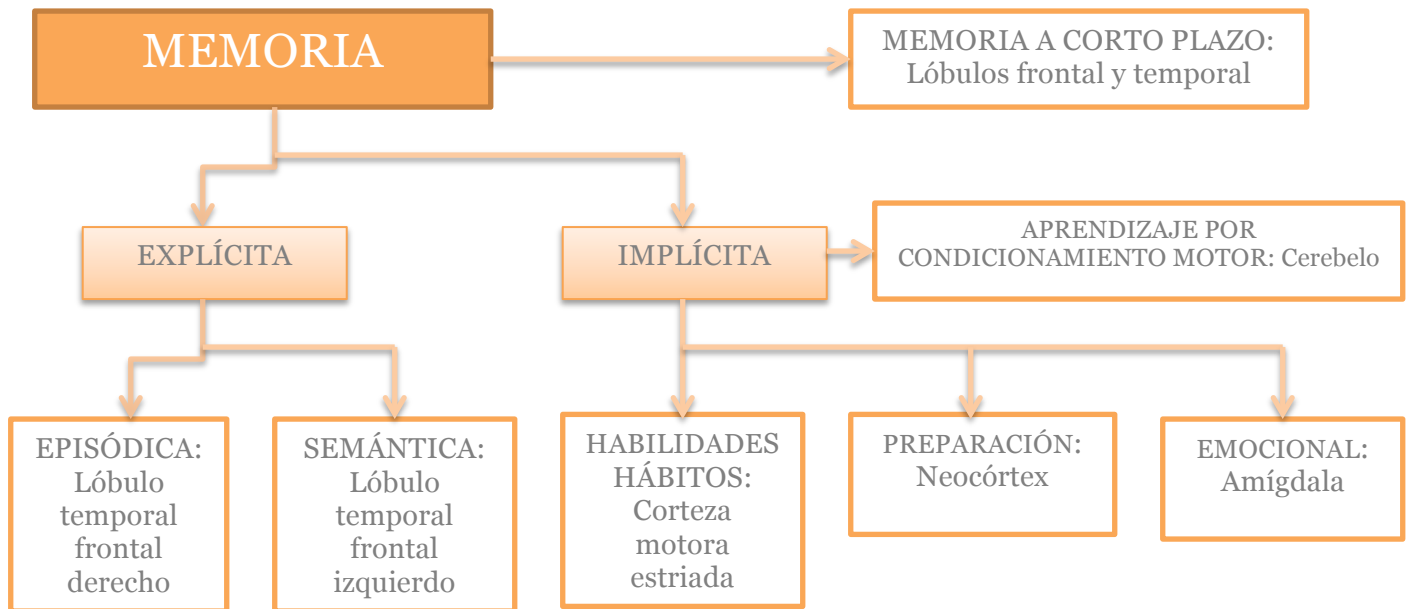 MEMORIA
MEMORIA A CORTO PLAZO:
Lóbulos frontal y temporal
EXPLÍCITA
IMPLÍCITA
APRENDIZAJE POR
CONDICIONAMIENTO MOTOR: Cerebelo
EPISÓDICA:
Lóbulo
temporal
frontal
derecho
SEMÁNTICA:
Lóbulo
temporal
frontal
izquierdo
HABILIDADES
HÁBITOS:
Corteza
motora
estriada
PREPARACIÓN:
Neocórtex
EMOCIONAL:
Amígdala